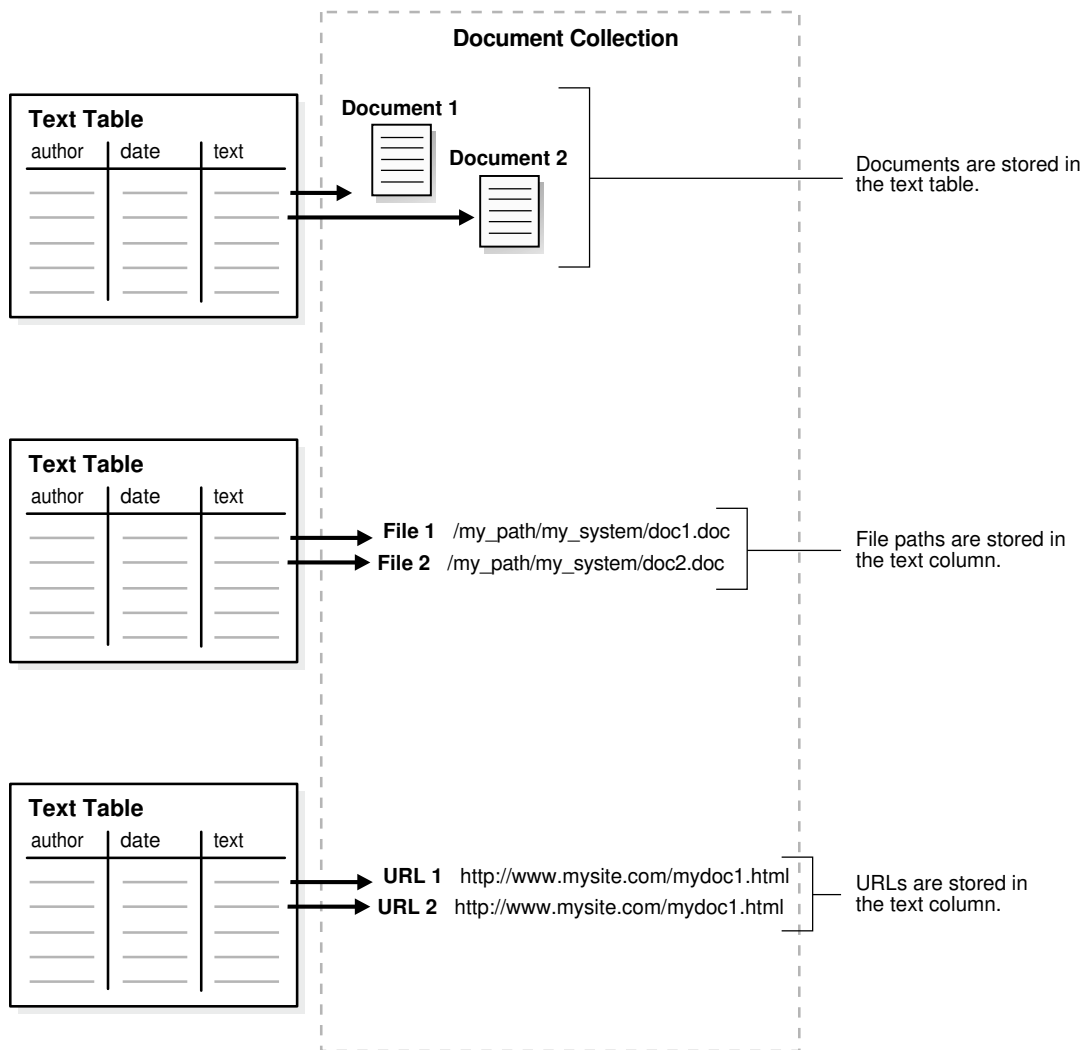 Document Collection
Text Table
author date text
Document 1
Document 2
Documents are stored in
the text table.
Text Table
author date text
File 1 /my_path/my_system/doc1.doc
File 2 /my_path/my_system/doc2.doc
File paths are stored in
the text column.
Text Table
author date text
URL 1 http://www.mysite.com/mydoc1.html
URL 2 http://www.mysite.com/mydoc1.html
URLs are stored in
the text column.